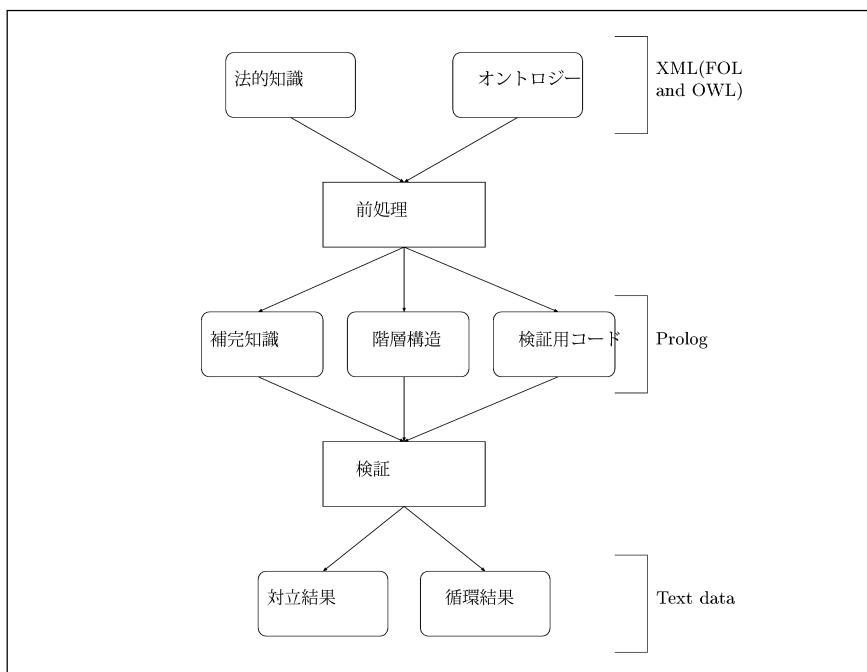 法的知識
オントロジー
XML(FOL
and OWL)
前処理
補完知識
階層構造
検証用コード
Prolog
検証
対立結果
循環結果
Text data